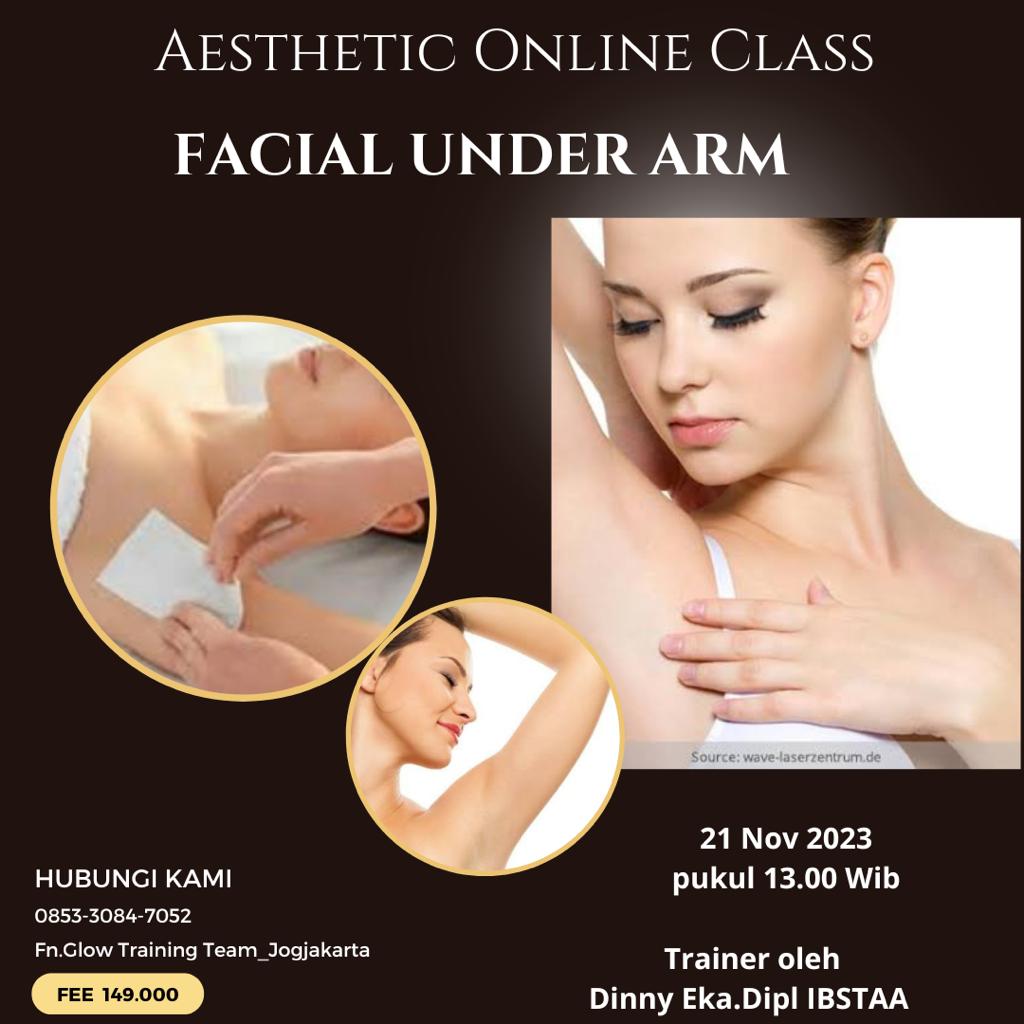 AESTHETIC ONLINE CLASS
FACIAL UNDER ARM
Source: wave-laserzentrum.de
21 Nov 2023
pukul 13.00 Wib
HUBUNGI KAMI
0853-3084-7052
Fn.Glow Training Team_Jogjakarta
FEE 149.000
Trainer oleh
Dinny Eka.Dipl IBSTAA